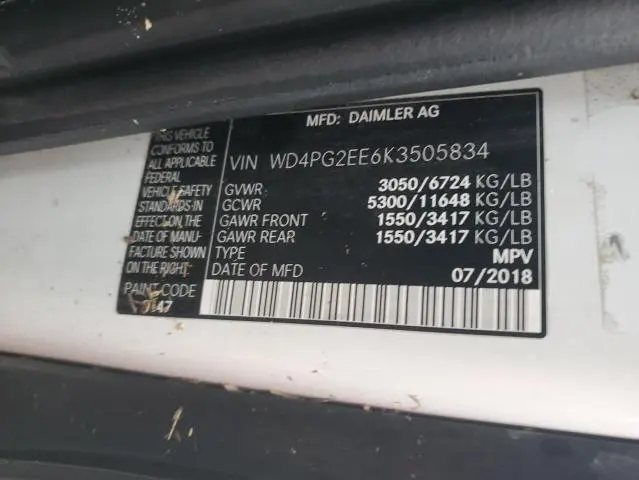 MFD: DAIMLER AG
THIS VEHICLE
CONFORMS TO
ALL APPLICABLE
FEDERAL
VEHICLE SAFETY
STANDARDS IN
EFFECT ON THE
DATE OF MANU-
FACTURE SHOWN
ON THE RIGHT.
PAINT CODE
9147
VIN WD4PG2EE6K3505834
GVWR 3050/6724 KG/LB
GCWR 5300/11648 KG/LB
GAWR FRONT 1550/3417 KG/LB
GAWR REAR 1550/3417 KG/LB
TYPE MPV
DATE OF MFD 07/2018